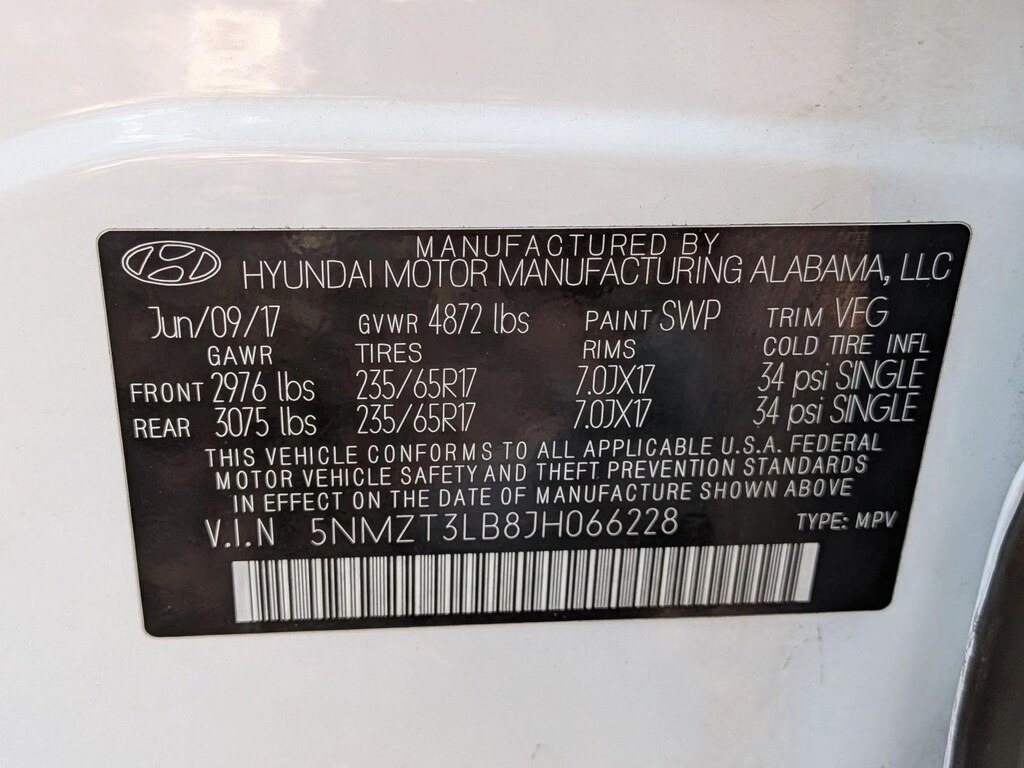 MANUFACTURED BY
HYUNDAI MOTOR MANUFACTURING ALABAMA, LLC
Jun/09/17 GVWR 4872 lbs PAINT SWP TRIM VFG
GAWR TIRES RIMS COLD TIRE INFL
FRONT 2976 lbs 235/65R17 7.0JX17 34 psi SINGLE
REAR 3075 lbs 235/65R17 7.0JX17 34 psi SINGLE
THIS VEHICLE CONFORMS TO ALL APPLICABLE U.S.A. FEDERAL
MOTOR VEHICLE SAFETY AND THEFT PREVENTION STANDARDS
IN EFFECT ON THE DATE OF MANUFACTURE SHOWN ABOVE
V.I.N 5NMZT3LB8JH066228 TYPE: MPV